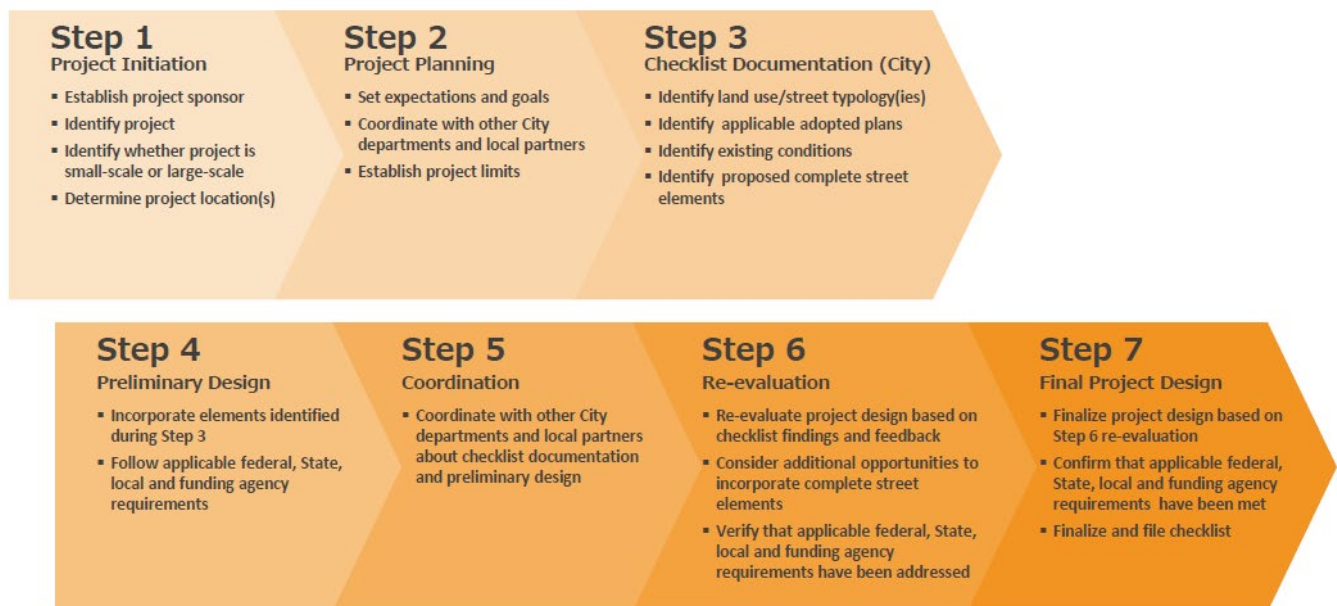 Step 1
Project Initiation
▪ Establish project sponsor
▪ Identify project
▪ Identify whether project is
small-scale or large-scale
▪ Determine project location(s)
Step 2
Project Planning
▪ Set expectations and goals
▪ Coordinate with other City
departments and local partners
▪ Establish project limits
Step 3
Checklist Documentation (City)
▪ Identify land use/street typology(ies)
▪ Identify applicable adopted plans
▪ Identify existing conditions
▪ Identify proposed complete street
elements
Step 4
Preliminary Design
▪ Incorporate elements identified
during Step 3
▪ Follow applicable federal, State,
local and funding agency
requirements
Step 5
Coordination
▪ Coordinate with other City
departments and local partners
about checklist documentation
and preliminary design
Step 6
Re-evaluation
▪ Re-evaluate project design based on
checklist findings and feedback
▪ Consider additional opportunities to
incorporate complete street
elements
▪ Verify that applicable federal, State,
local and funding agency
requirements have been addressed
Step 7
Final Project Design
▪ Finalize project design based on
Step 6 re-evaluation
▪ Confirm that applicable federal,
State, local and funding agency
requirements have been met
▪ Finalize and file checklist